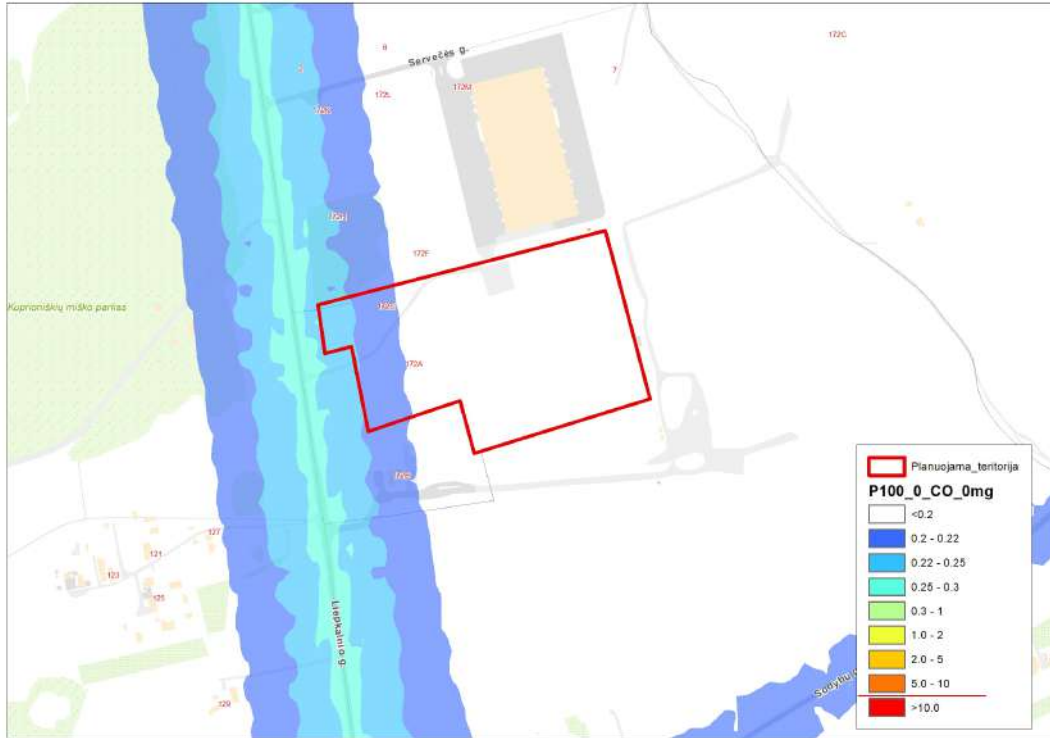 8
172C
Servečės g.
7
172L
172M
172F
Kuprioniškių miško parkas
172A
Planuojama_teritorija
P100_0_CO_0mg
<0.2
0.2 - 0.22
0.22 - 0.25
0.25 - 0.3
0.3 - 1
1.0 - 2
2.0 - 5
5.0 - 10
>10.0
127
121
123
125
Liepkalnio g.
Sodybų
129